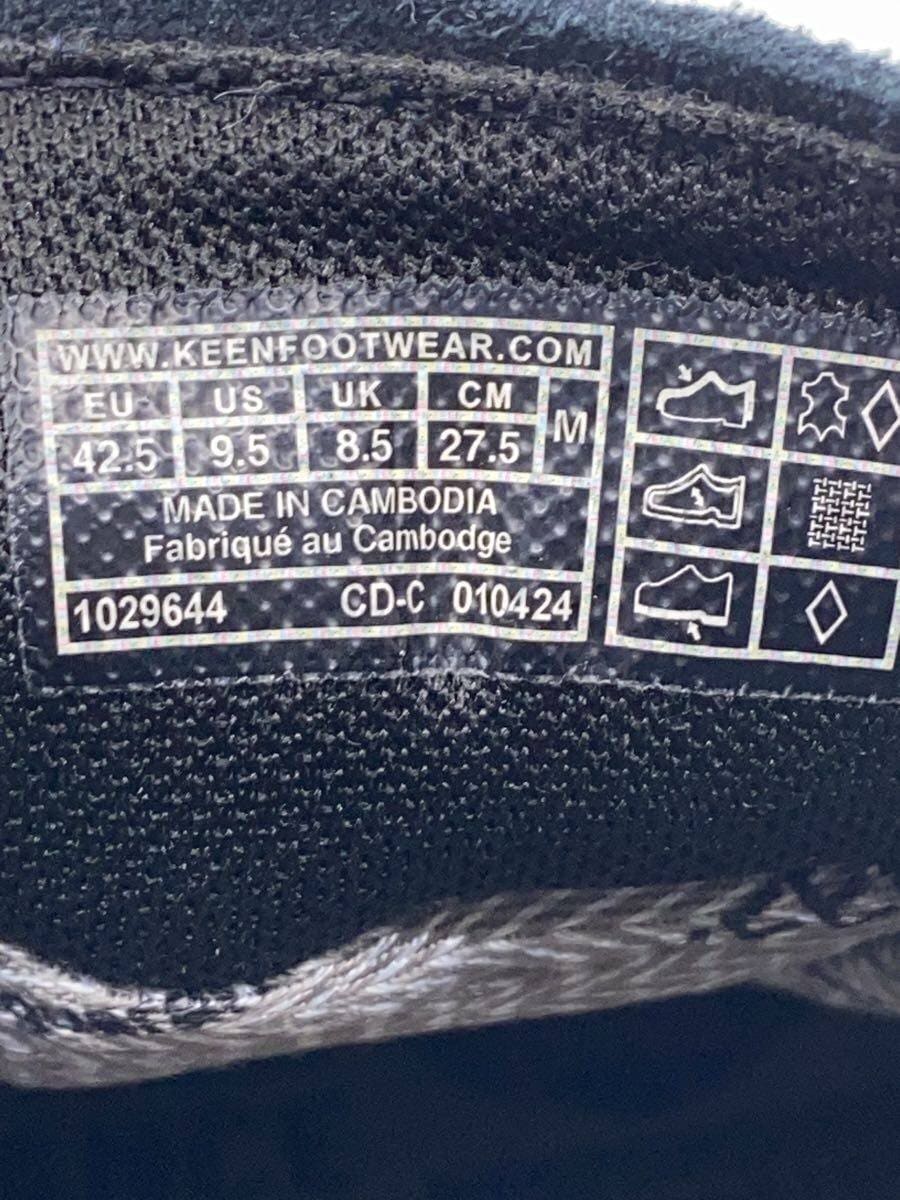 WWW.KEENFOOTWEAR.COM
EU US UK CM M
42.5 9.5 8.5 27.5
MADE IN CAMBODIA
Fabriqué au Cambodge
1029644 CD-C 010424